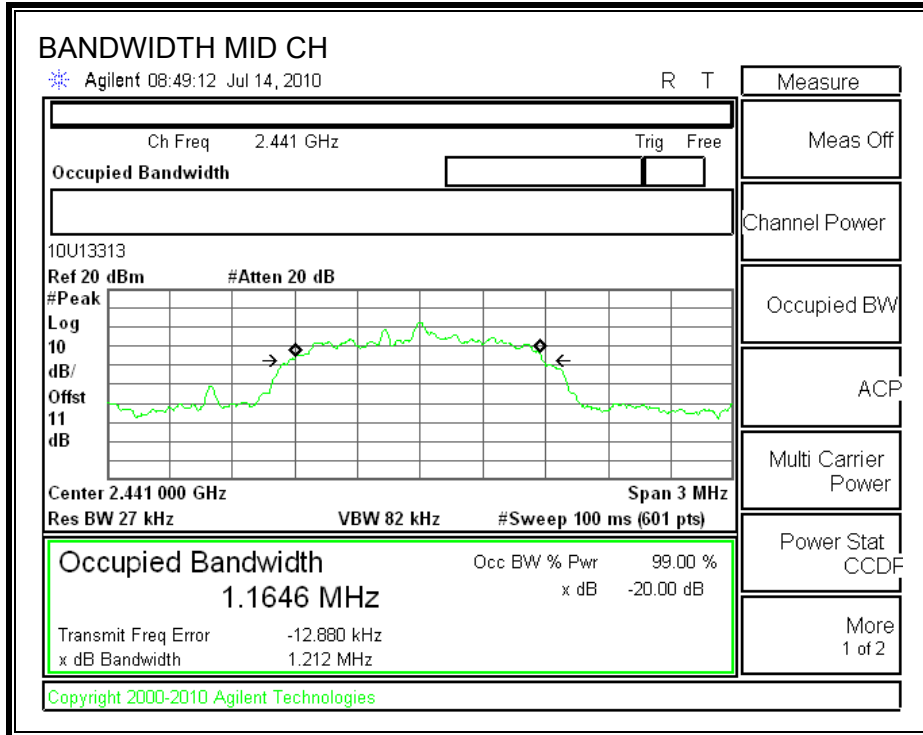 BANDWIDTH MID CH
Agilent 08:49:12 Jul 14, 2010 R T
Measure
Ch Freq 2.441 GHz Trig Free
Occupied Bandwidth
10U13313
Ref 20 dBm #Atten 20 dB
#Peak
Log
10
dB/
Offst
11
dB
Center 2.441 000 GHz Span 3 MHz
Res BW 27 kHz VBW 82 kHz #Sweep 100 ms (601 pts)
Occupied Bandwidth
1.1646 MHz
Occ BW % Pwr 99.00 %
x dB -20.00 dB
Transmit Freq Error -12.880 kHz
x dB Bandwidth 1.212 MHz
Copyright 2000-2010 Agilent Technologies
Meas Off
Channel Power
Occupied BW
ACP
Multi Carrier
Power
Power Stat
CCDF
More
1 of 2